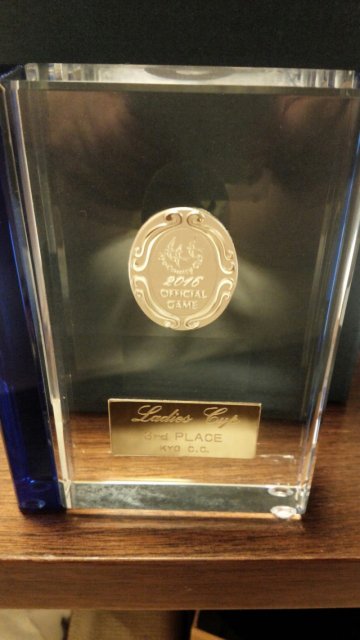 2016
OFFICIAL
GAME
Ladies Cup
3rd PLACE
KYO C.C.